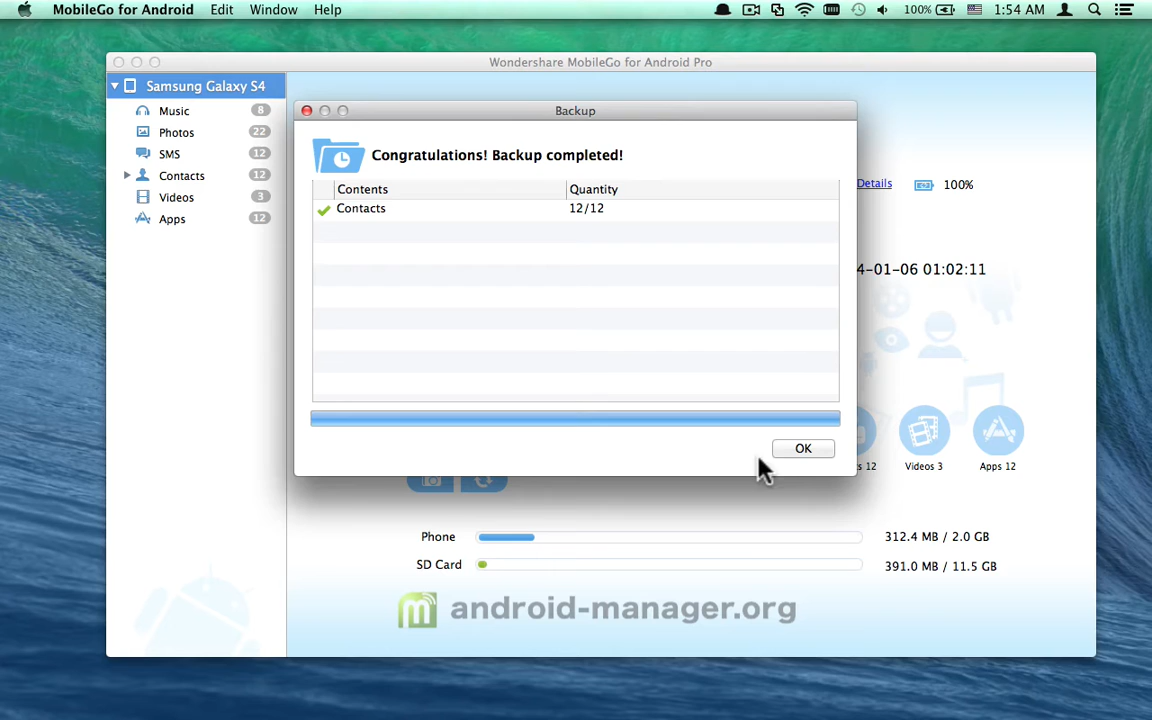 MobileGo for Android Edit Window Help 100% 1:54 AM
Wondershare MobileGo for Android Pro
Samsung Galaxy S4
Music 8
Photos 22
SMS 12
Contacts 12
Videos 3
Apps 12
Backup
Congratulations! Backup completed!
Contents Quantity
Contacts 12/12
OK
Details 100%
4-01-06 01:02:11
12 Videos 3 Apps 12
Phone 312.4 MB / 2.0 GB
SD Card 391.0 MB / 11.5 GB
android-manager.org